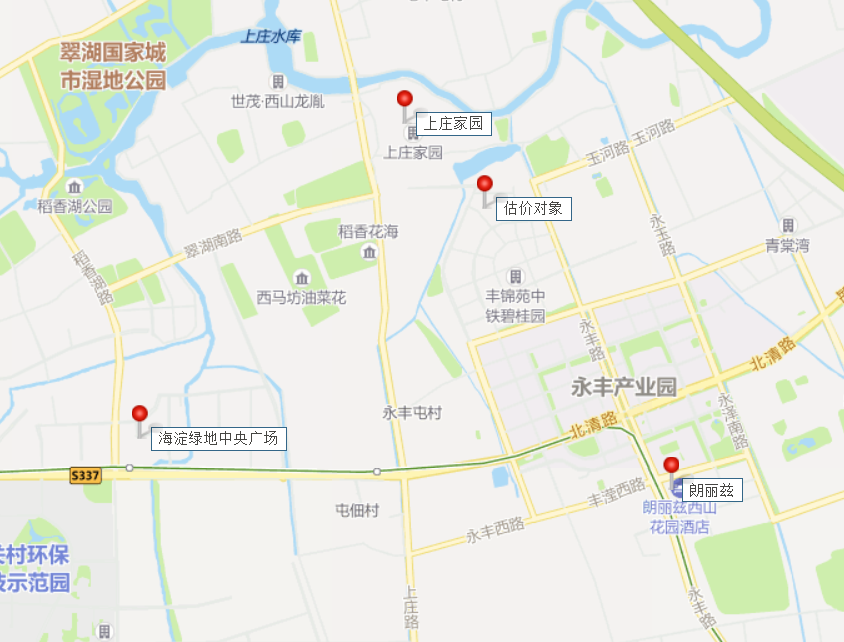 上庄水库
翠湖国家城
市湿地公园
世茂·西山龙胤
上庄家园
上庄家园
玉河路
玉河路
稻香湖公园
估价对象
翠湖南路
稻香花海
永玉路
青棠湾
稻香湖路
西马坊油菜花
丰锦苑中
铁碧桂园
永丰路
北清路
永丰产业园
永丰屯村
北清路
永泽南路
海淀绿地中央广场
S337
朗丽兹
丰滢西路
朗丽兹西山
花园酒店
屯佃村
永丰西路
关村环保
技示范园
上庄路
永丰路